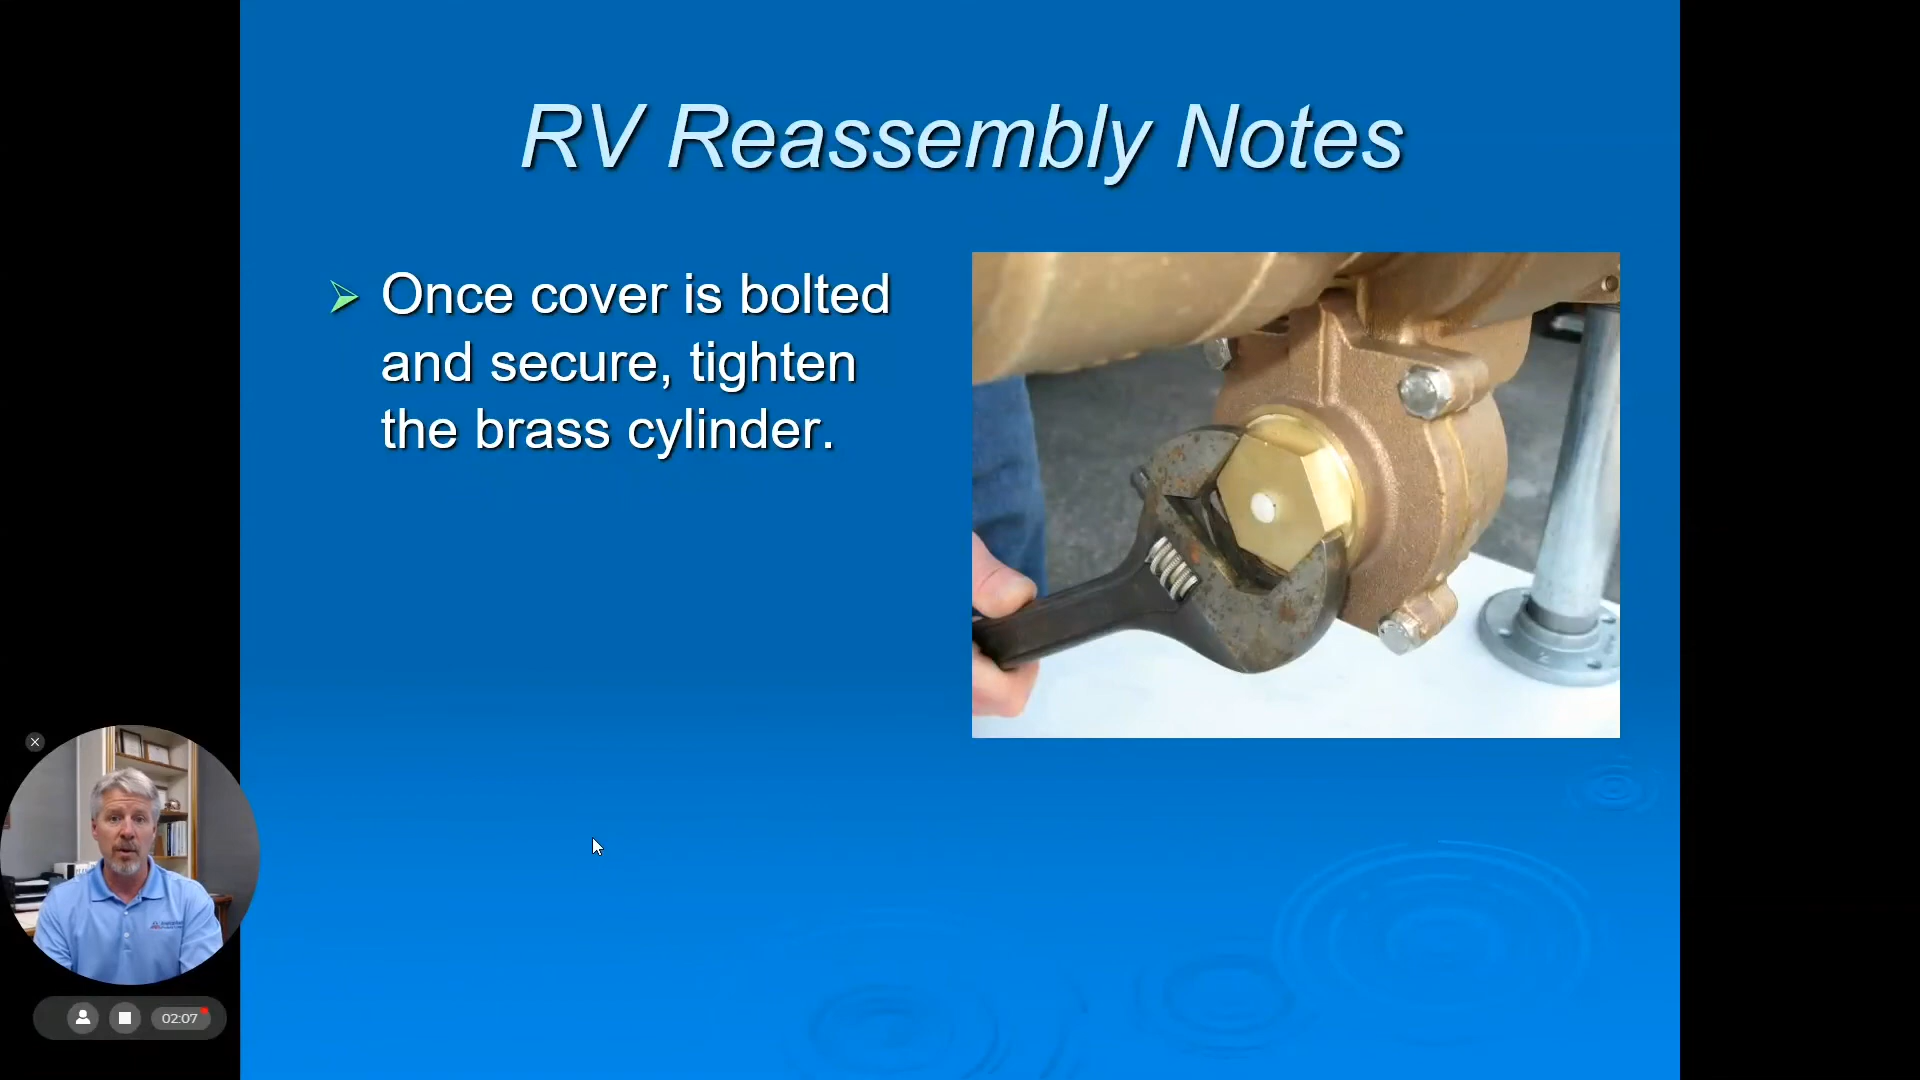 RV Reassembly Notes
Once cover is bolted
and secure, tighten
the brass cylinder.
02:07